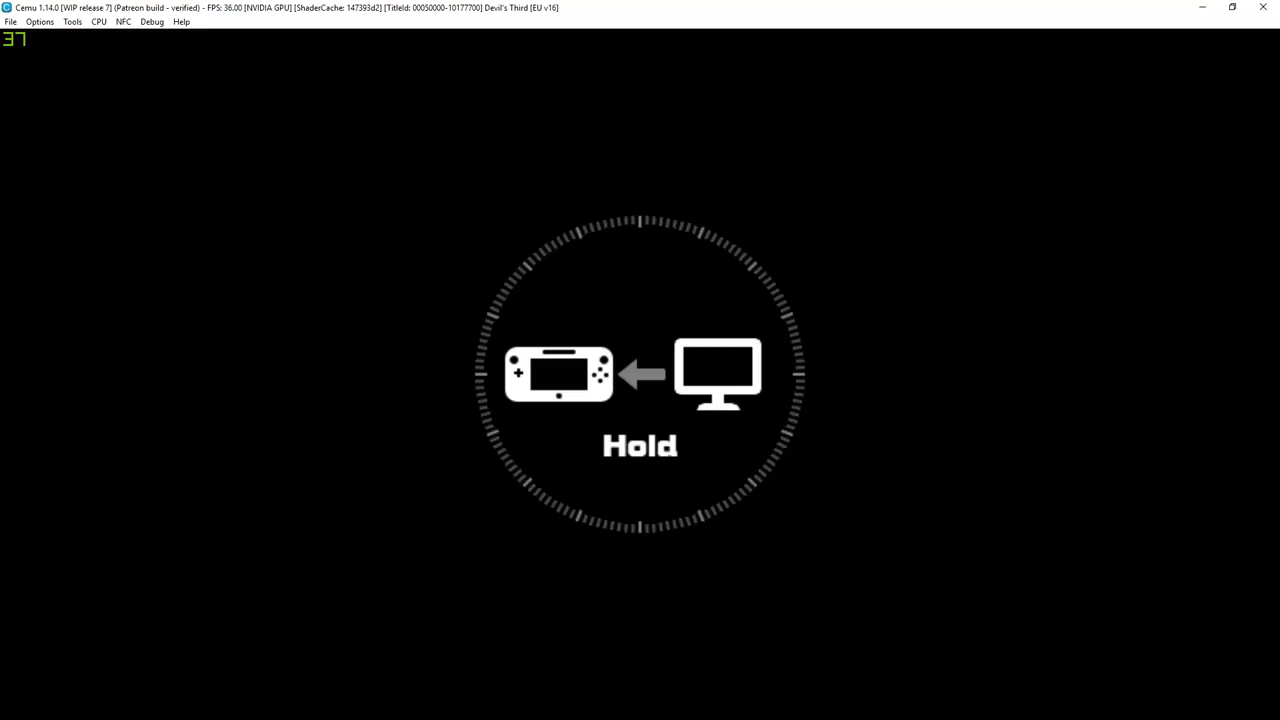 Cemu 1.14.0 [WIP release 7] (Patreon build - verified) - FPS: 36.00 [NVIDIA GPU] [ShaderCache: 147393d2] [TitleId: 00050000-10177700] Devil's Third [EU v16]
File Options Tools CPU NFC Debug Help
37
Hold